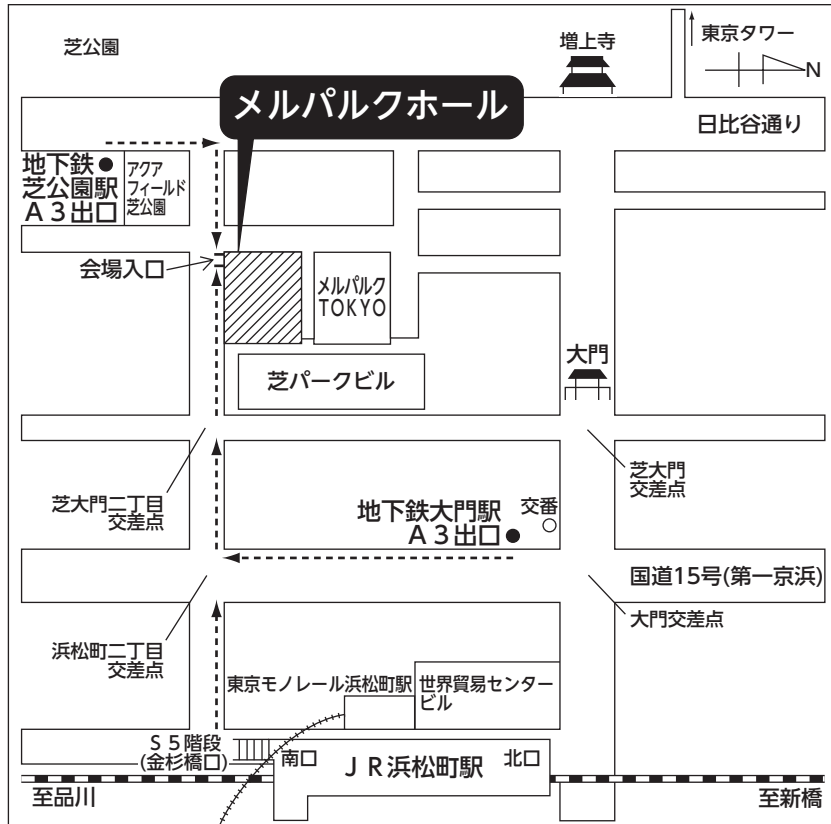 芝公園
増上寺
東京タワー
N
メルパルクホール
日比谷通り
地下鉄
芝公園駅
A3出口
アクア
フィールド
芝公園
会場入口
メルパルク
TOKYO
大門
芝パークビル
芝大門二丁目
交差点
芝大門
交差点
地下鉄大門駅
A3出口
交番
国道15号(第一京浜)
大門交差点
浜松町二丁目
交差点
東京モノレール浜松町駅
世界貿易センター
ビル
S5階段
(金杉橋口)
南口
JR浜松町駅
北口
至品川
至新橋